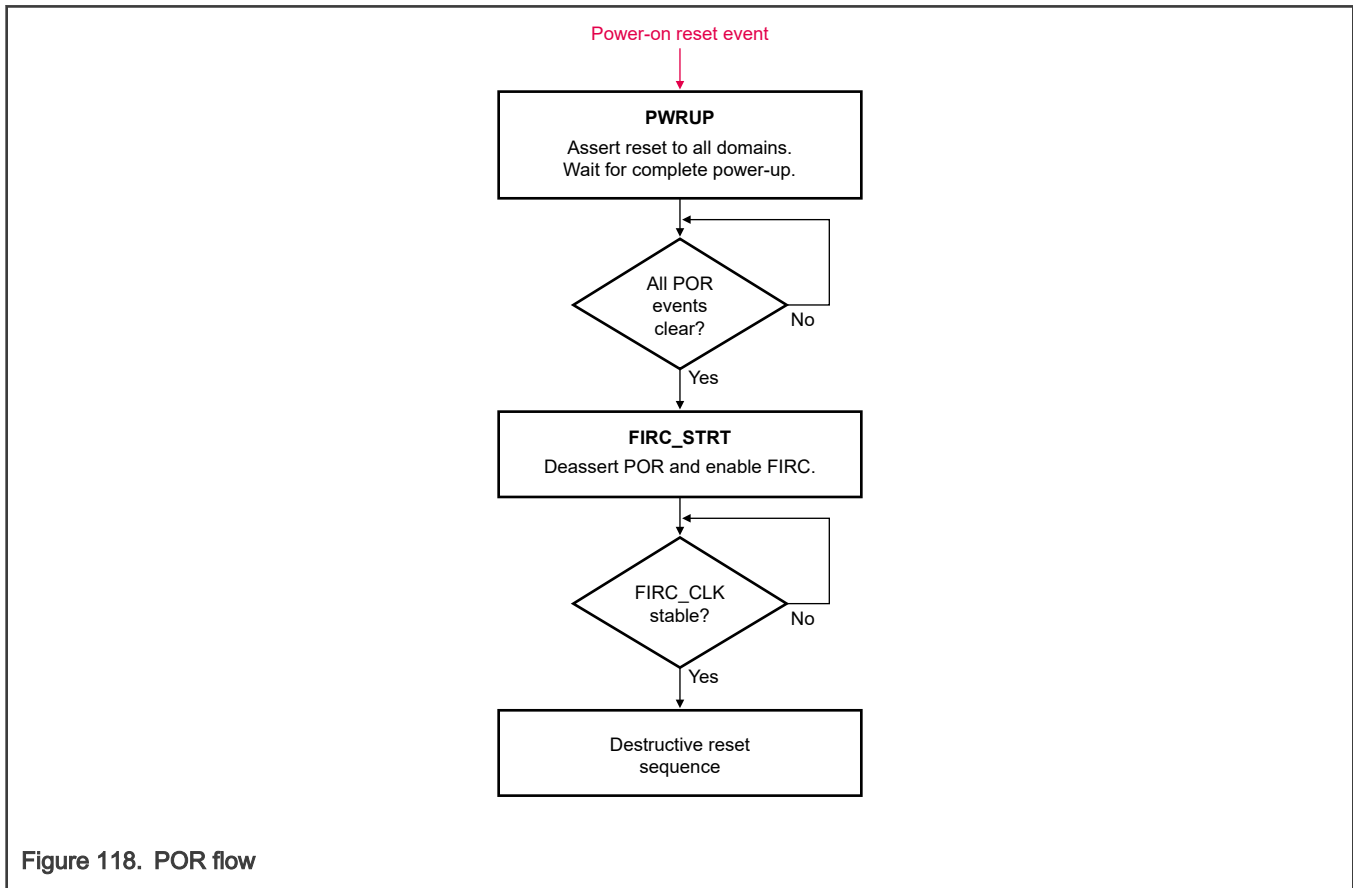 Power-on reset event
PWRUP
Assert reset to all domains.
Wait for complete power-up.
All POR
events
clear?
No
Yes
FIRC_STRT
Deassert POR and enable FIRC.
FIRC_CLK
stable?
No
Yes
Destructive reset
sequence
Figure 118. POR flow